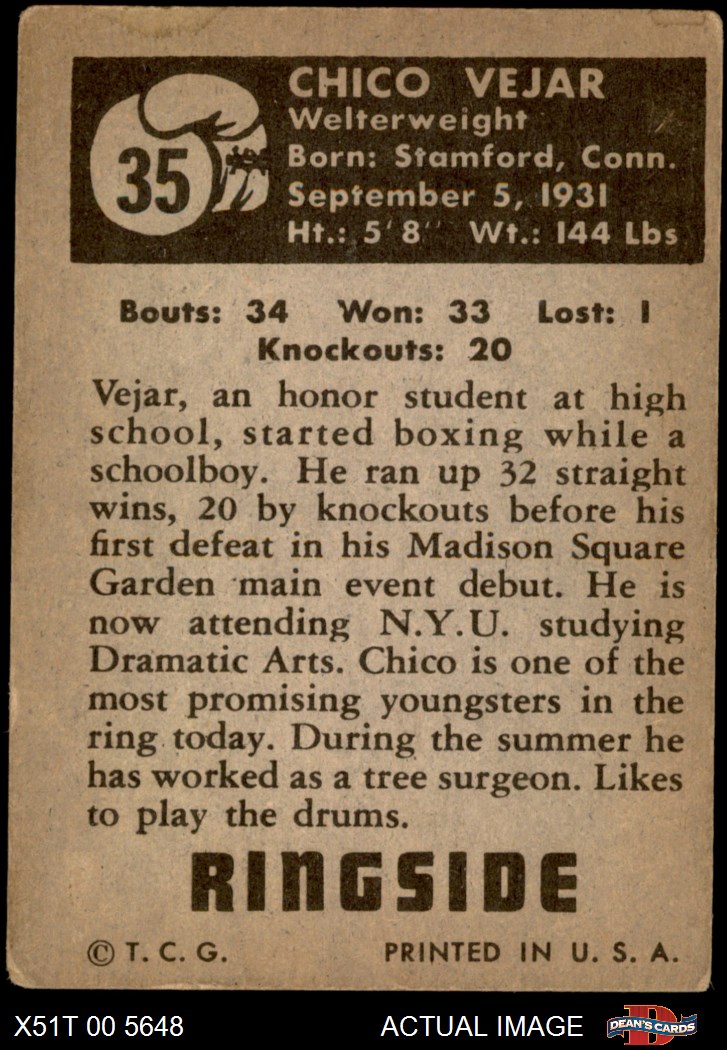 35
CHICO VEJAR
Welterweight
Born: Stamford, Conn.
September 5, 1931
Ht.: 5'8'' Wt.: 144 Lbs
Bouts: 34 Won: 33 Lost: 1
Knockouts: 20
Vejar, an honor student at high
school, started boxing while a
schoolboy. He ran up 32 straight
wins, 20 by knockouts before his
first defeat in his Madison Square
Garden main event debut. He is
now attending N.Y.U. studying
Dramatic Arts. Chico is one of the
most promising youngsters in the
ring today. During the summer he
has worked as a tree surgeon. Likes
to play the drums.
RINGSIDE
© T. C. G. PRINTED IN U. S. A.
X51T 00 5648 ACTUAL IMAGE D DEAN'S CARDS